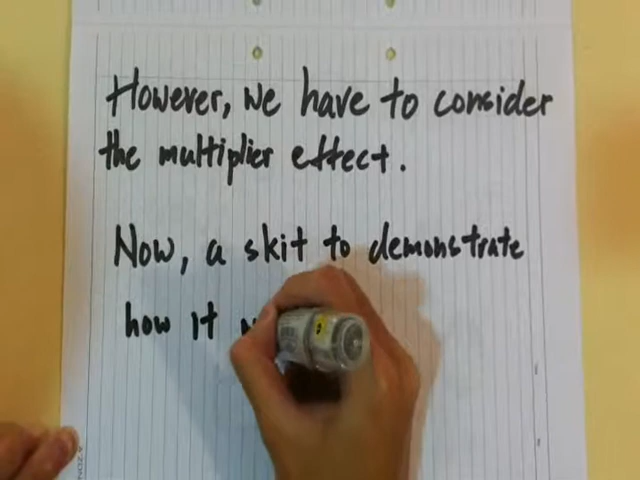 However, we have to consider
the multiplier effect.
Now, a skit to demonstrate
how it